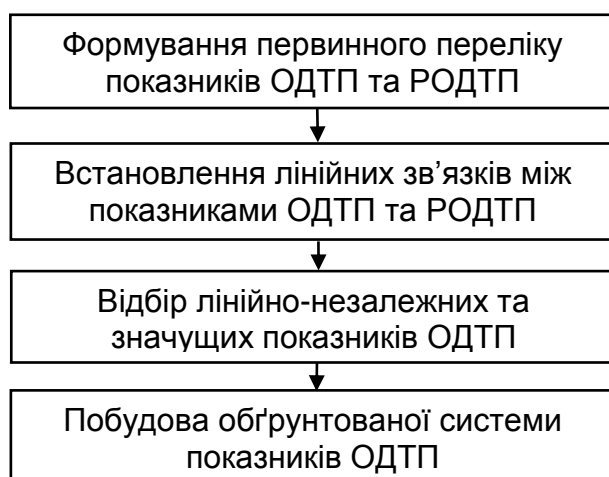 Формування первинного переліку
показників ОДТП та РОДТП
Встановлення лінійних зв’язків між
показниками ОДТП та РОДТП
Відбір лінійно-незалежних та
значущих показників ОДТП
Побудова обґрунтованої системи
показників ОДТП